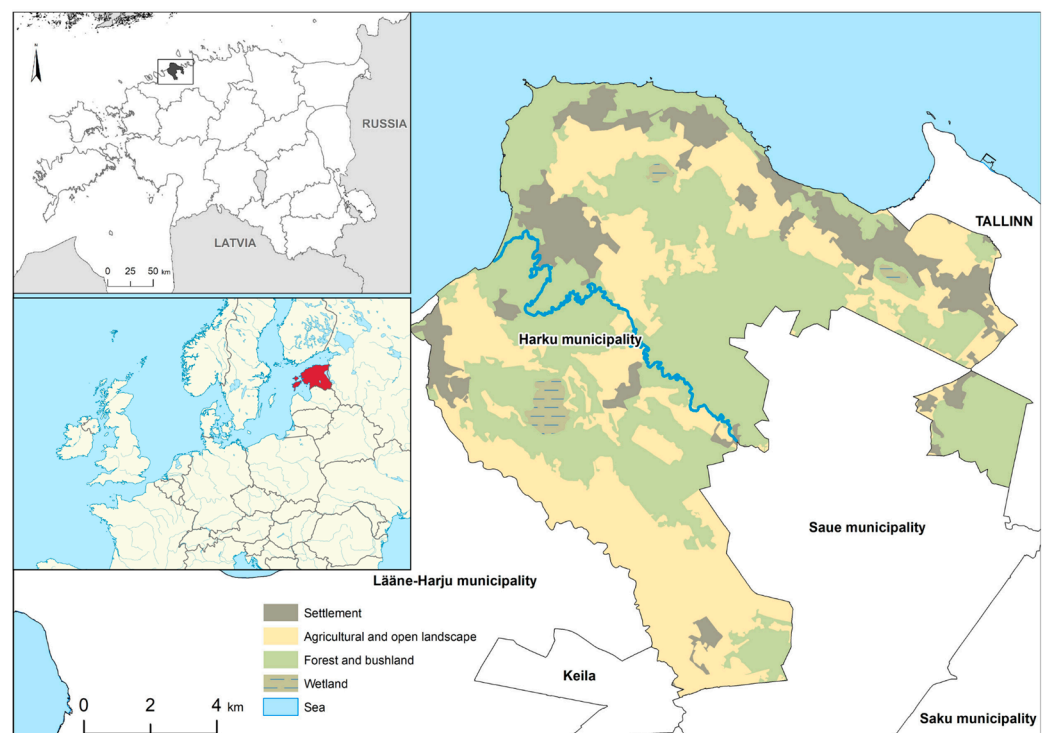 N
RUSSIA
LATVIA
0 25 50 km
TALLINN
Harku municipality
Saue municipality
Lääne-Harju municipality
Settlement
Agricultural and open landscape
Forest and bushland
Wetland
Sea
Keila
Saku municipality
0 2 4 km